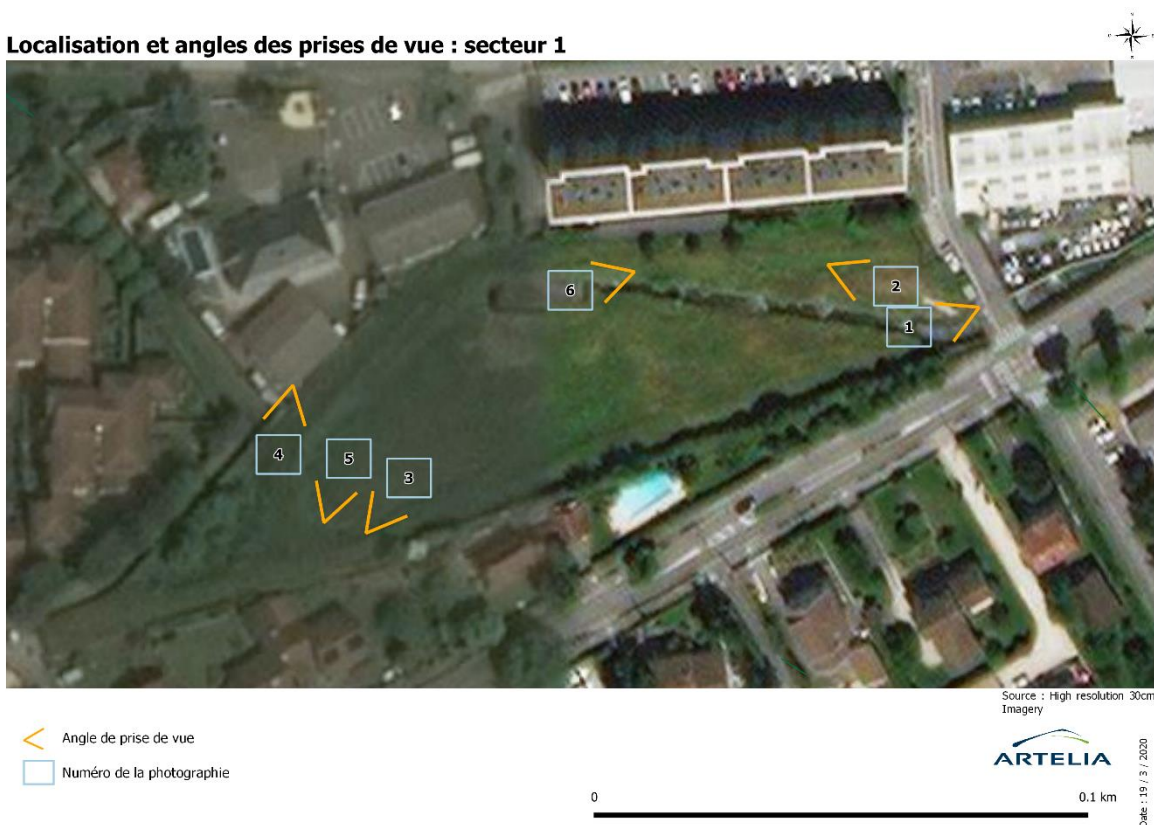 Localisation et angles des prises de vue : secteur 1
6
2
1
4
5
3
Source : High resolution 30cm
Imagery
Angle de prise de vue
Numéro de la photographie
ARTELIA
0
0.1 km
Date : 19 / 3 / 2020